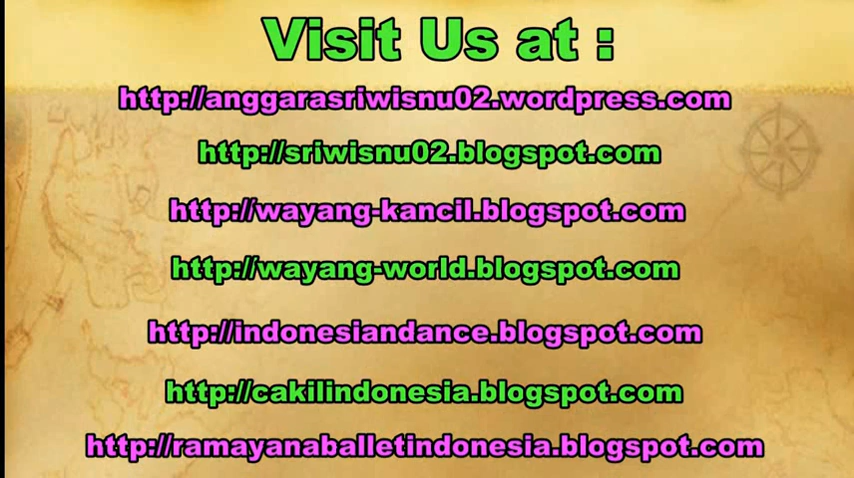 Visit Us at :
http://anggarasriwisnu02.wordpress.com
http://sriwisnu02.blogspot.com
http://wayang-kancil.blogspot.com
http://wayang-world.blogspot.com
http://indonesiandance.blogspot.com
http://cakilindonesia.blogspot.com
http://ramayanaballetindonesia.blogspot.com